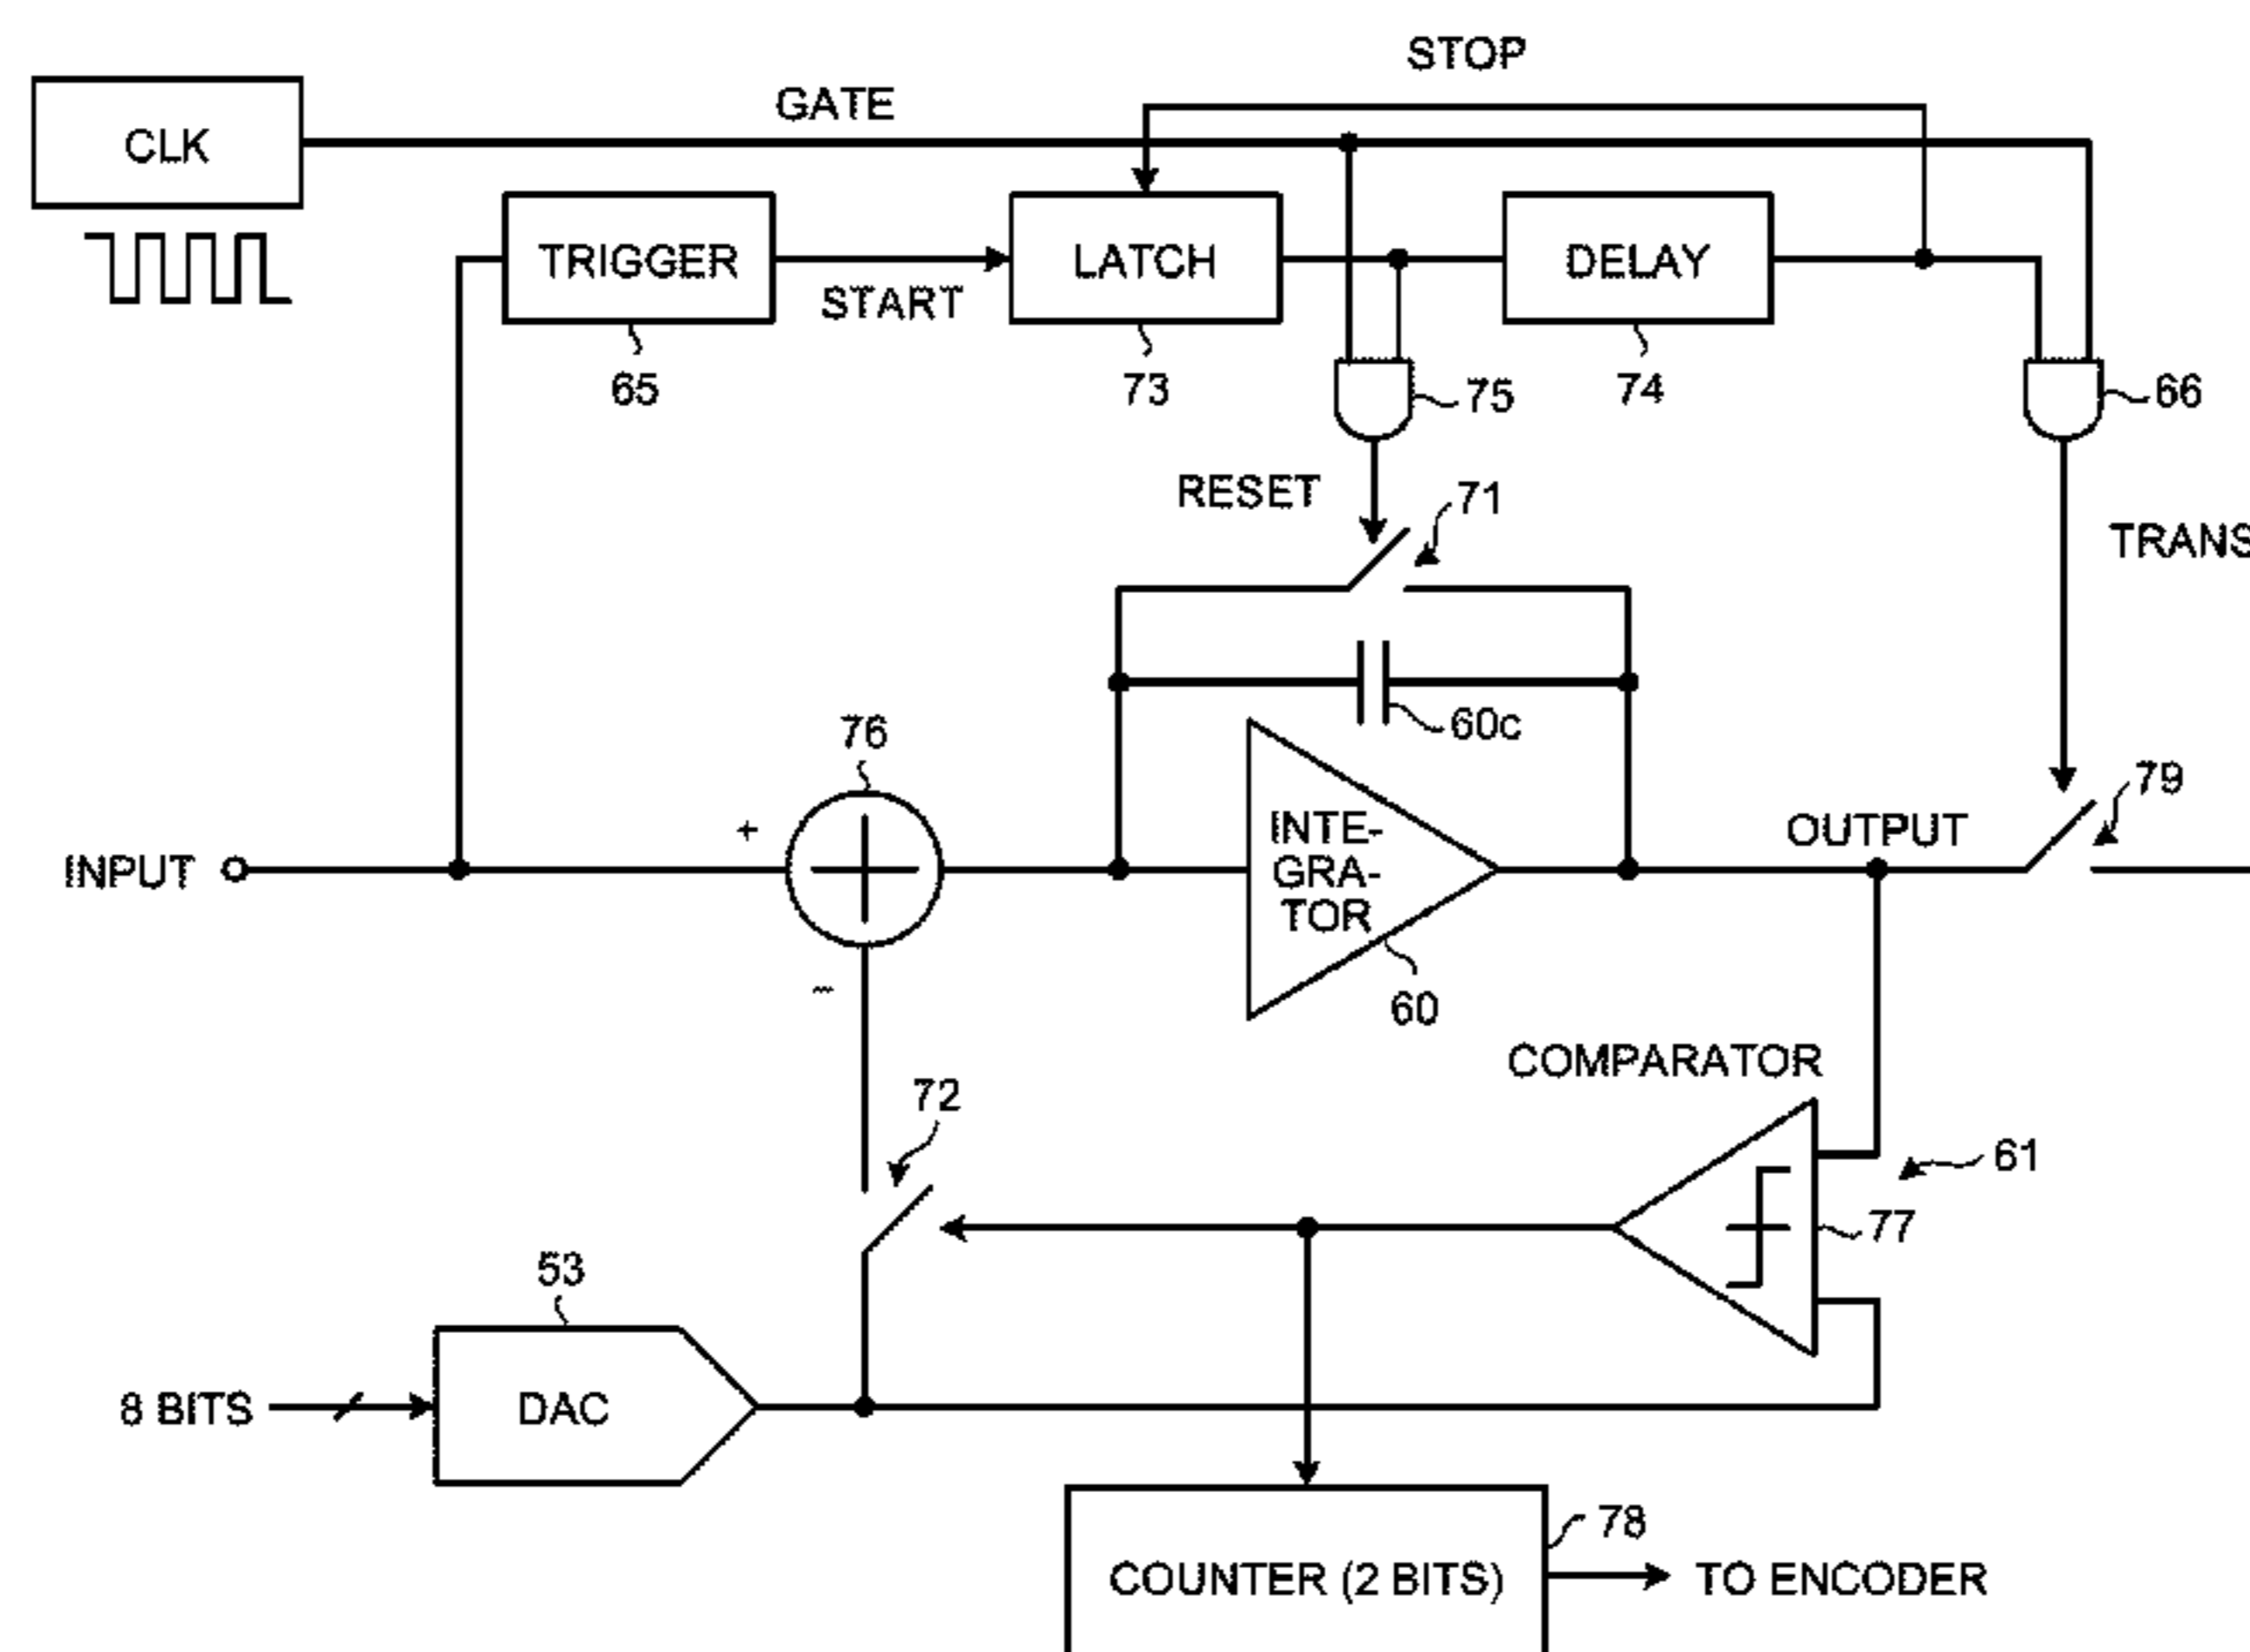 STOP
GATE
CLK
TRIGGER
START
LATCH
DELAY
65
73
75
74
66
RESET
71
TRANS
76
60c
79
+
INTE-
GRA-
TOR
INPUT
OUTPUT
-
60
COMPARATOR
72
61
77
53
8 BITS
DAC
78
COUNTER (2 BITS)
TO ENCODER